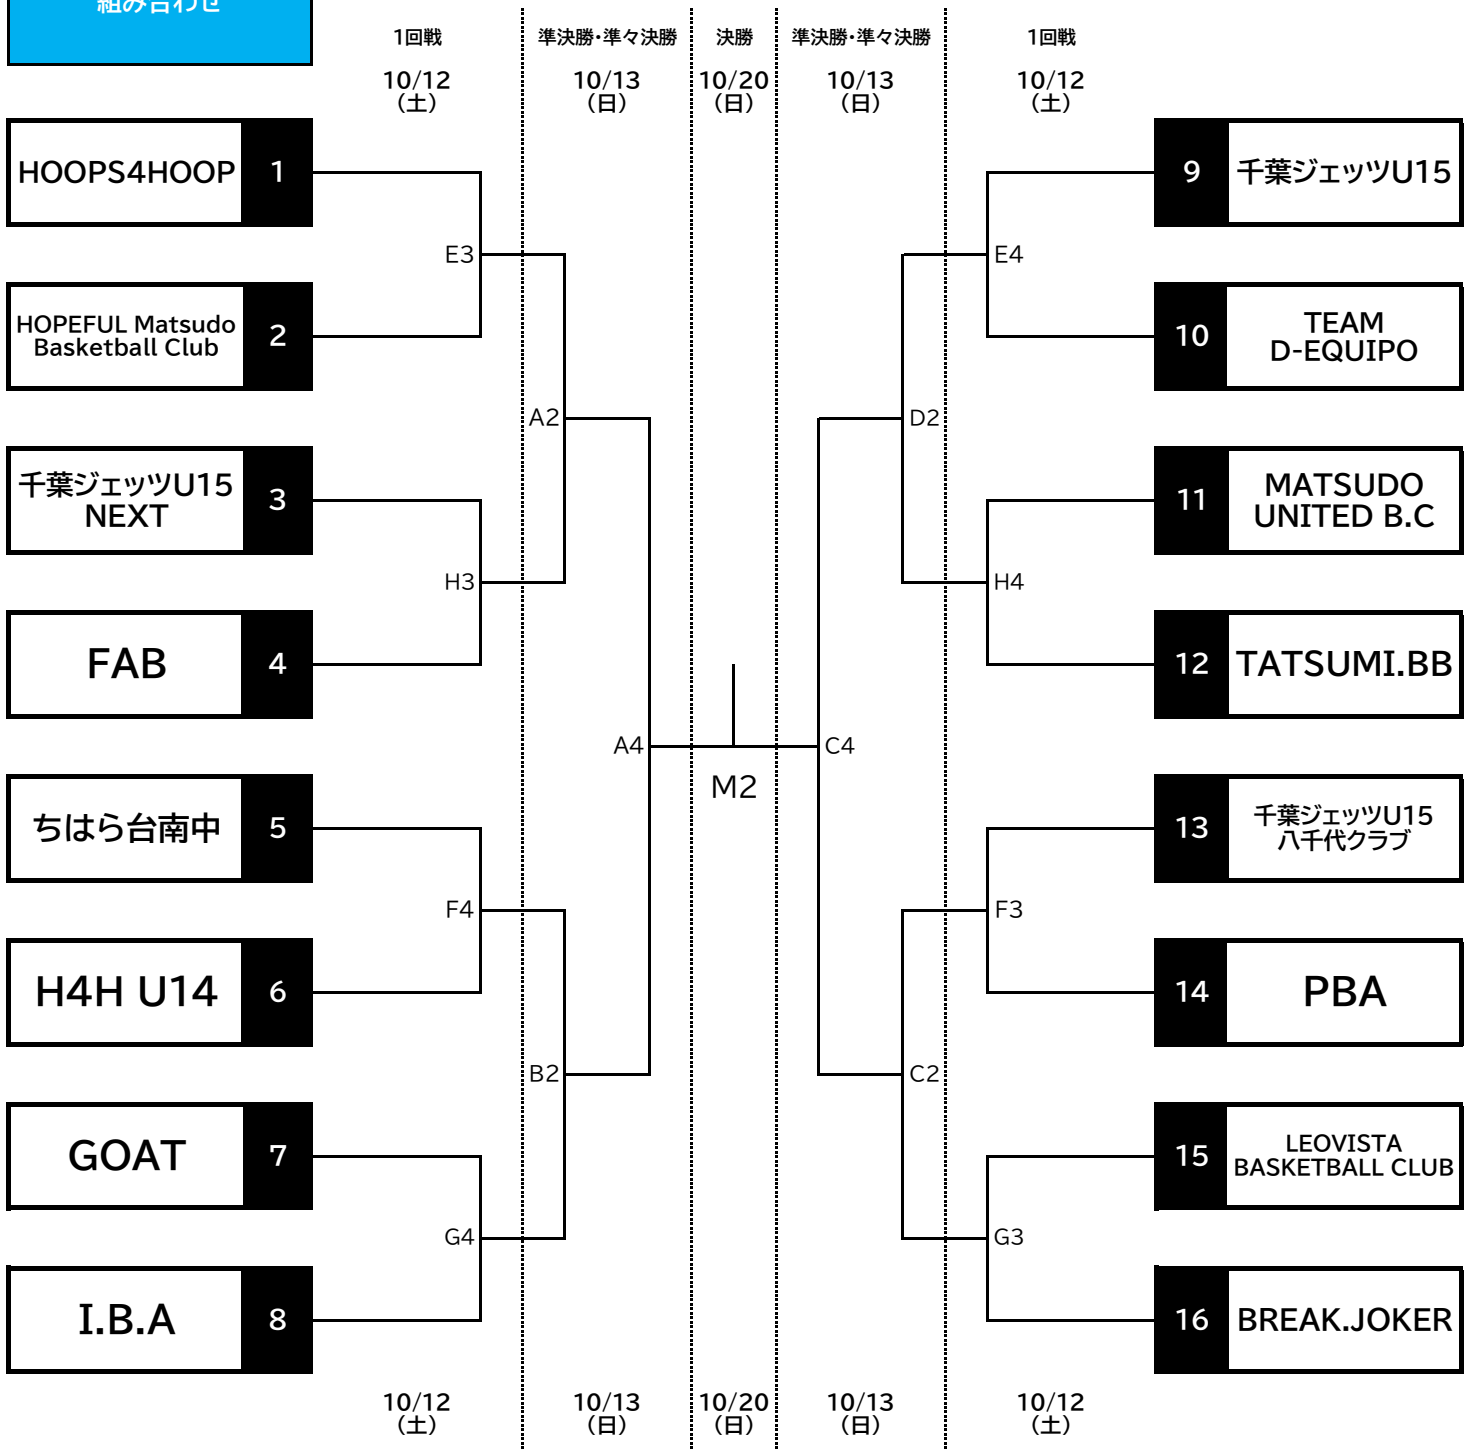 組み合わせ
1回戦
準決勝・準々決勝
決勝
準決勝・準々決勝
1回戦
10/12
（土）
10/13
（日）
10/20
（日）
10/13
（日）
10/12
（土）
HOOPS4HOOP 1
9 千葉ジェッツU15
E3
E4
HOPEFUL Matsudo
Basketball Club
2
10
TEAM
D-EQUIPO
A2
D2
千葉ジェッツU15
NEXT
3
11
MATSUDO
UNITED B.C
H3
H4
FAB 4
12 TATSUMI.BB
A4
C4
M2
ちはら台南中 5
13
千葉ジェッツU15
八千代クラブ
F4
F3
H4H U14 6
14 PBA
B2
C2
GOAT 7
15
LEOVISTA
BASKETBALL CLUB
G4
G3
I.B.A 8
16 BREAK.JOKER
10/12
（土）
10/13
（日）
10/20
（日）
10/13
（日）
10/12
（土）